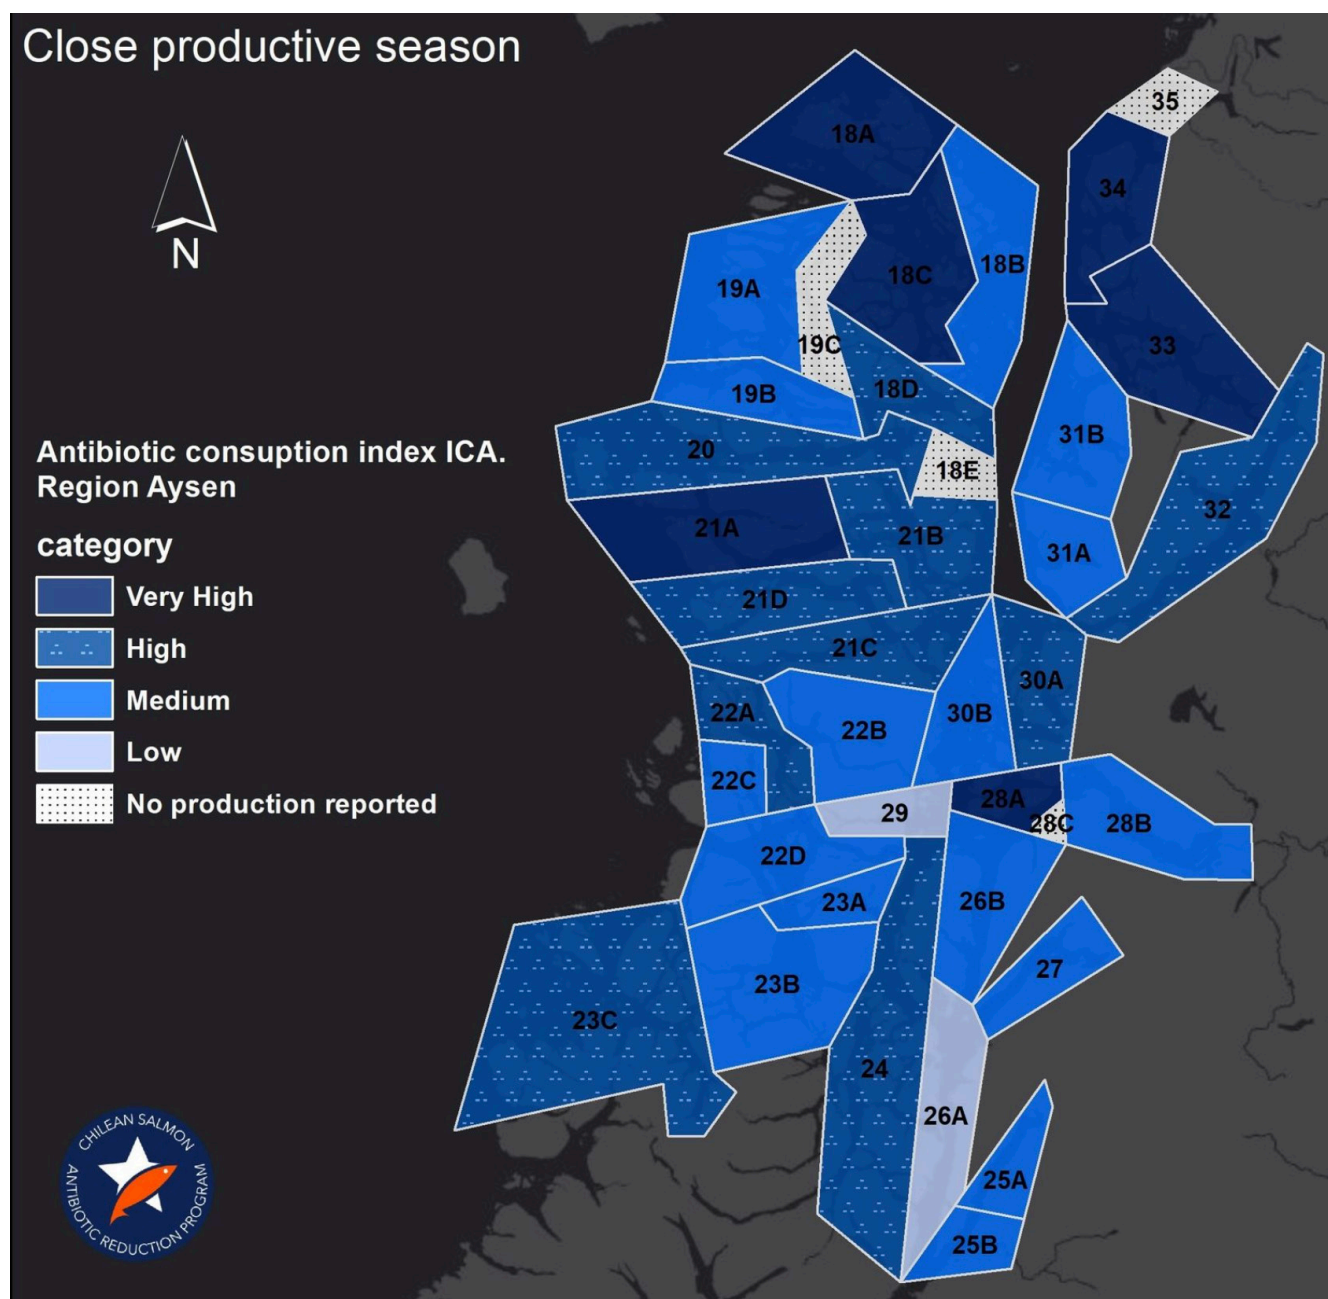 Close productive season
N
18A
35
34
18C
18B
19A
19C
33
18D
19B
31B
20
18E
32
21A
21B
31A
21D
21C
30A
22A
30B
22B
22C
28A
29
28C
28B
22D
23A
26B
27
23B
23C
24
26A
25A
25B
Antibiotic consuption index ICA.
Region Aysen
category
Very High
High
Medium
Low
No production reported
CHILEAN SALMON
ANTIBIOTIC REDUCTION PROGRAM